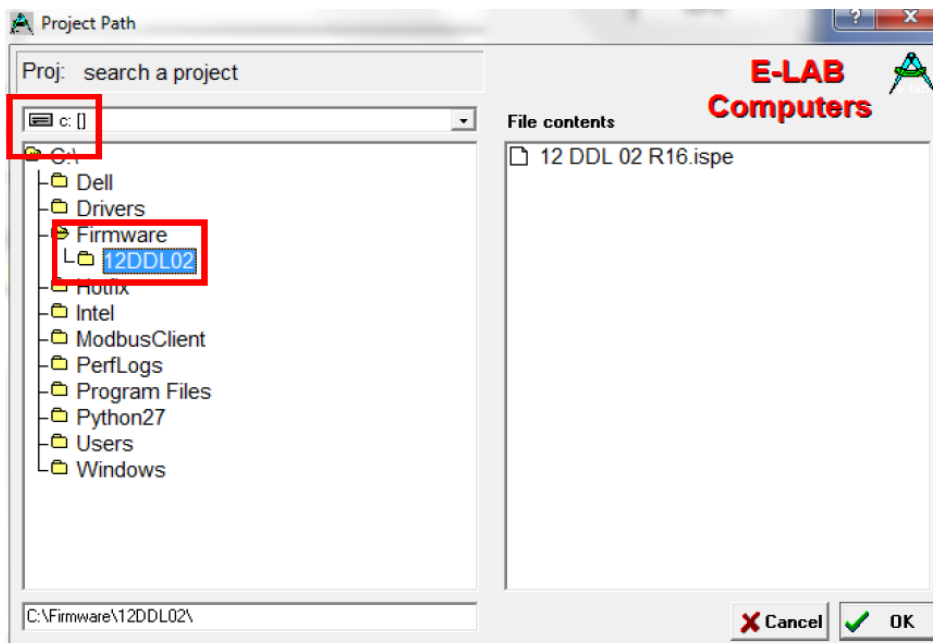 Project Path
?
x
Proj: search a project
E-LAB
Computers
c: []
File contents
C:\
12 DDL 02 R16.ispe
Dell
Drivers
Firmware
12DDL02
Hotfix
Intel
ModbusClient
PerfLogs
Program Files
Python27
Users
Windows
C:\Firmware\12DDL02\
Cancel
OK